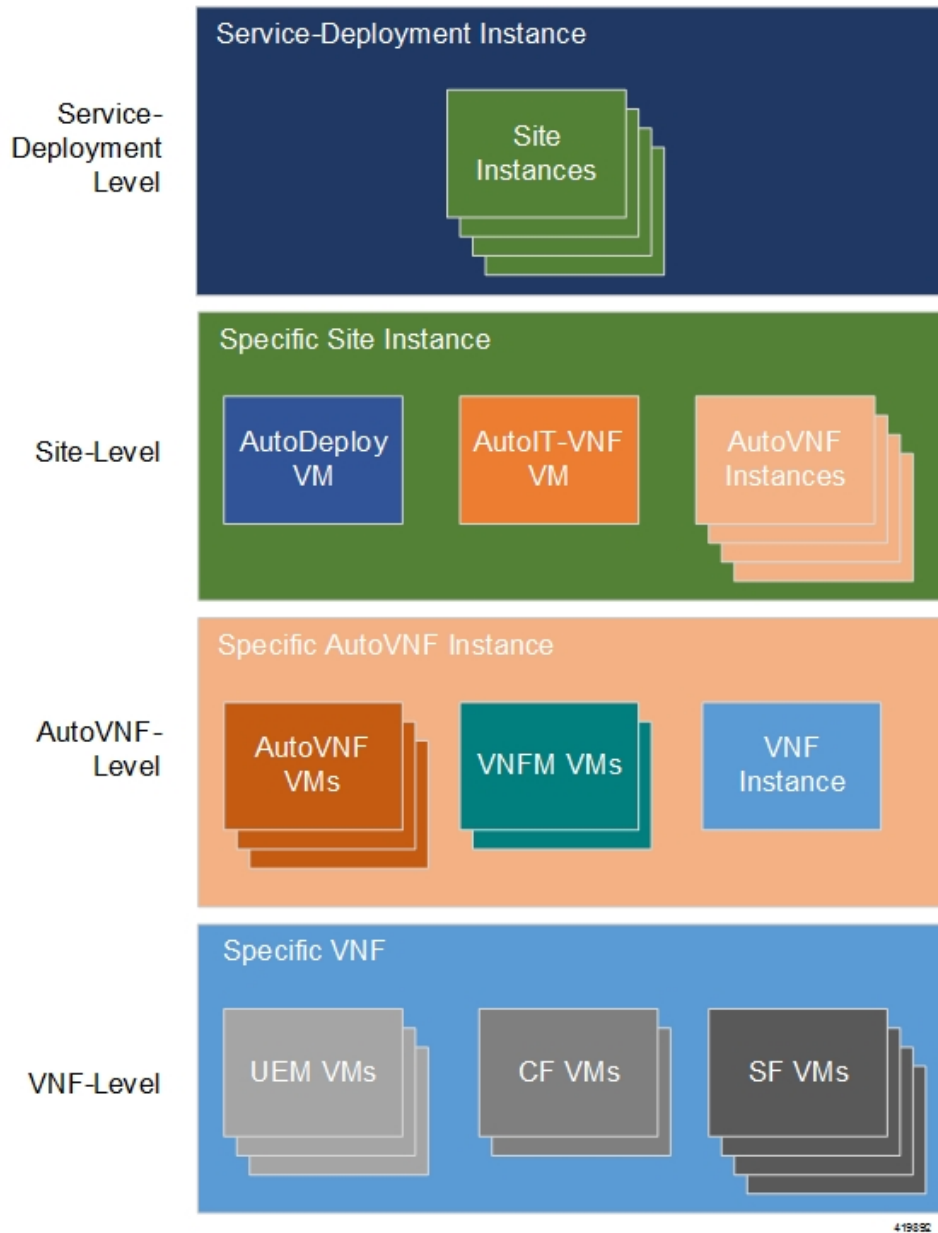 Service-Deployment Instance
Service-
Deployment
Level
Site
Instances
Specific Site Instance
Site-Level
AutoDeploy
VM
AutoIT-VNF
VM
AutoVNF
Instances
Specific AutoVNF Instance
AutoVNF-
Level
AutoVNF
VMs
VNFM VMs
VNF
Instance
Specific VNF
VNF-Level
UEM VMs
CF VMs
SF VMs
419892